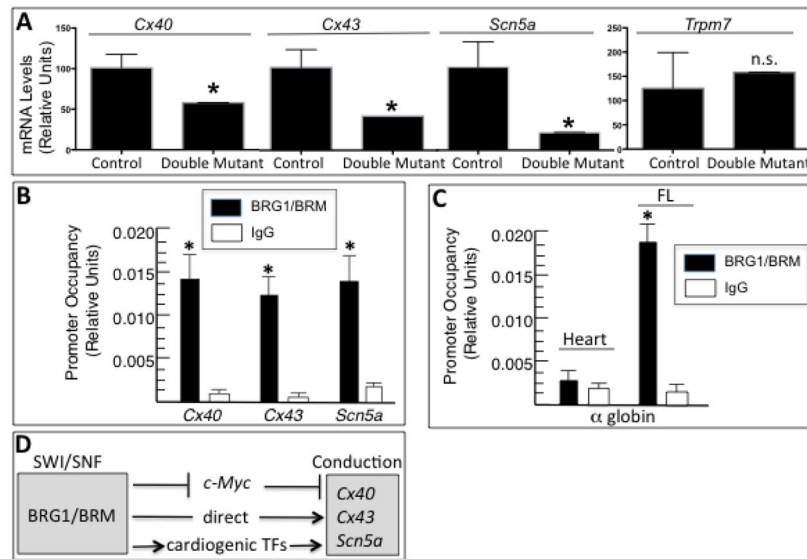 A
Cx40 Cx43 Scn5a Trpm7
mRNA Levels
(Relative Units)
150
100
50
0
250
200
150
100
50
0
* * * n.s.
Control Double Mutant Control Double Mutant Control Double Mutant Control Double Mutant
B
BRG1/BRM
IgG
Promoter Occupancy
(Relative Units)
0.020
0.015
0.010
0.005
* * *
Cx40 Cx43 Scn5a
C
FL
BRG1/BRM
IgG
Promoter Occupancy
(Relative Units)
0.020
0.015
0.010
0.005
*
Heart
α globin
D
SWI/SNF Conduction
BRG1/BRM
c-Myc
direct
cardiogenic TFs
Cx40
Cx43
Scn5a